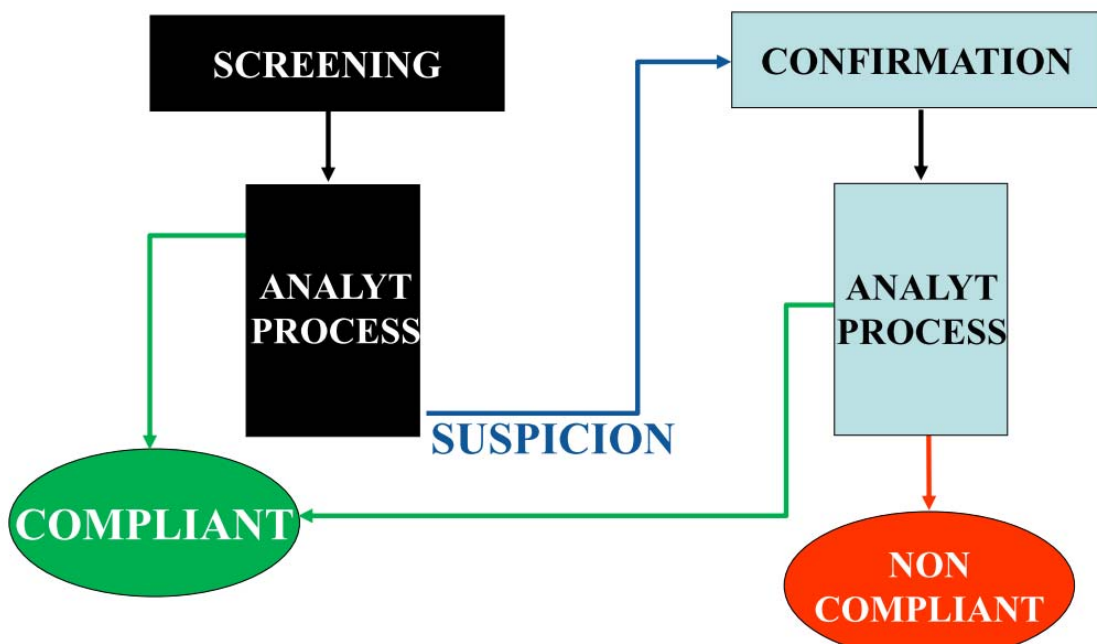 SCREENING
CONFIRMATION
ANALYT
PROCESS
ANALYT
PROCESS
SUSPICION
COMPLIANT
NON
COMPLIANT